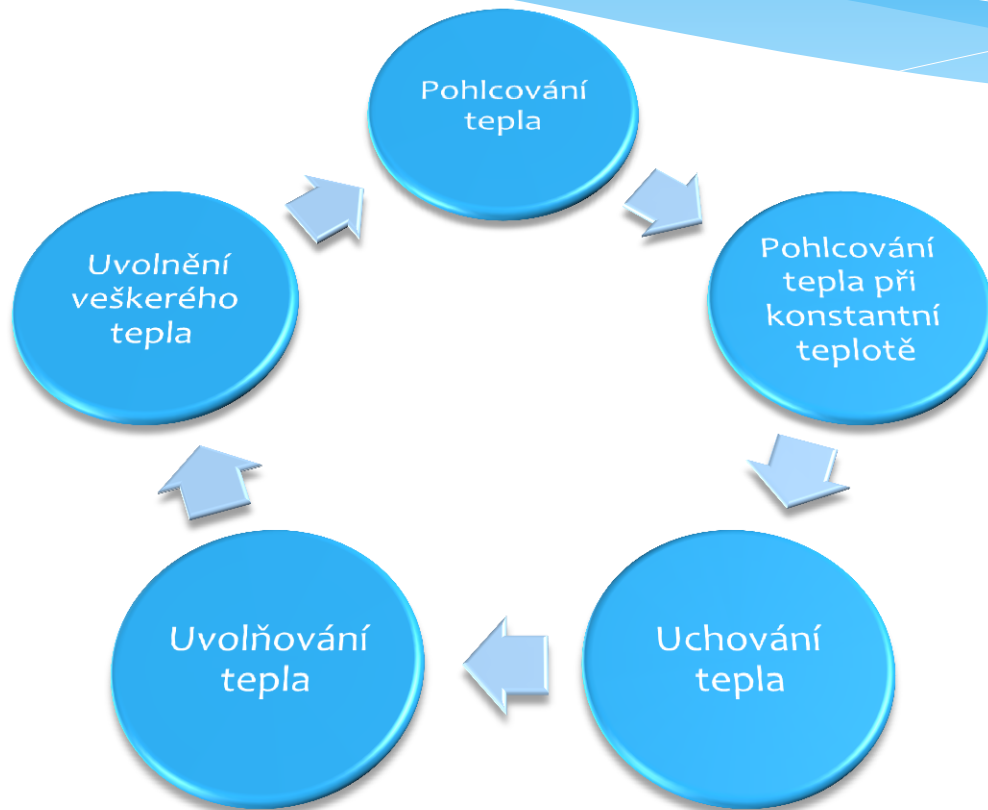 Pohlcování
tepla
Pohlcování
tepla při
konstantní
teplotě
Uchování
tepla
Uvolňování
tepla
Uvolnění
veškerého
tepla